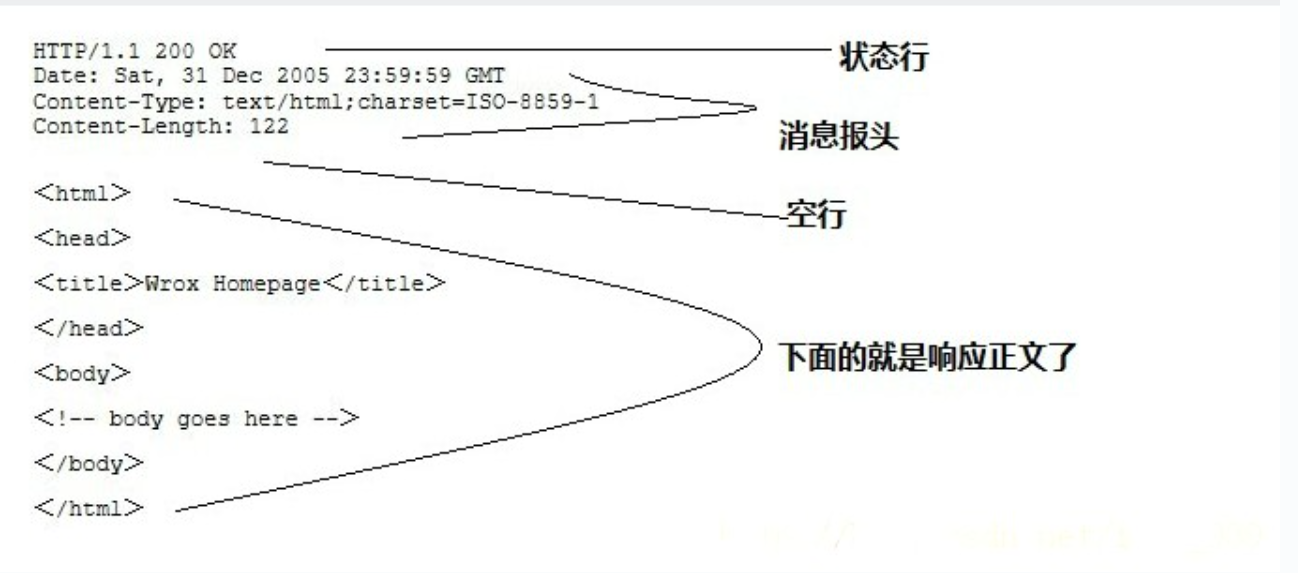 HTTP/1.1 200 OK
状态行
Date: Sat, 31 Dec 2005 23:59:59 GMT
Content-Type: text/html;charset=ISO-8859-1
Content-Length: 122
消息报头
空行
<html>
<head>
<title>Wrox Homepage</title>
</head>
下面的就是响应正文了
<body>
<!-- body goes here -->
</body>
</html>